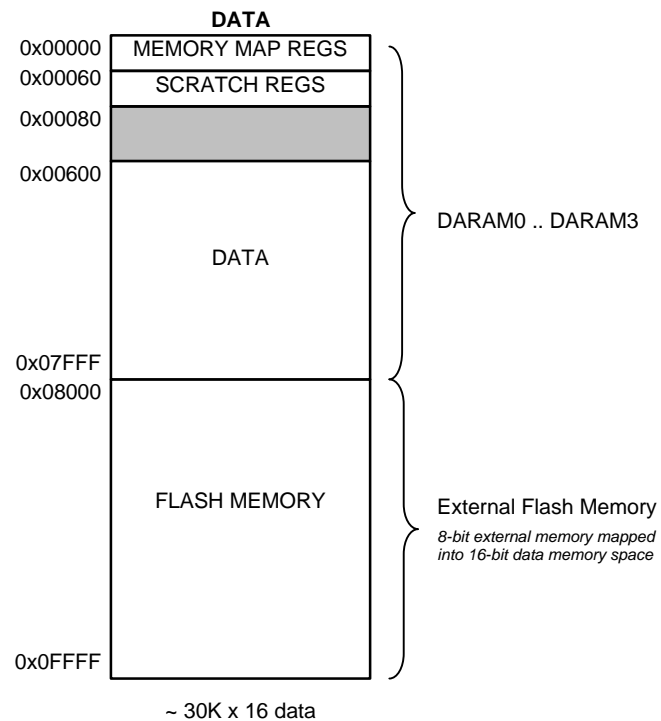 DATA
0x00000
MEMORY MAP REGS
0x00060
SCRATCH REGS
0x00080
0x00600
DARAM0 .. DARAM3
DATA
0x07FFF
0x08000
FLASH MEMORY
External Flash Memory
8-bit external memory mapped
into 16-bit data memory space
0x0FFFF
~ 30K x 16 data